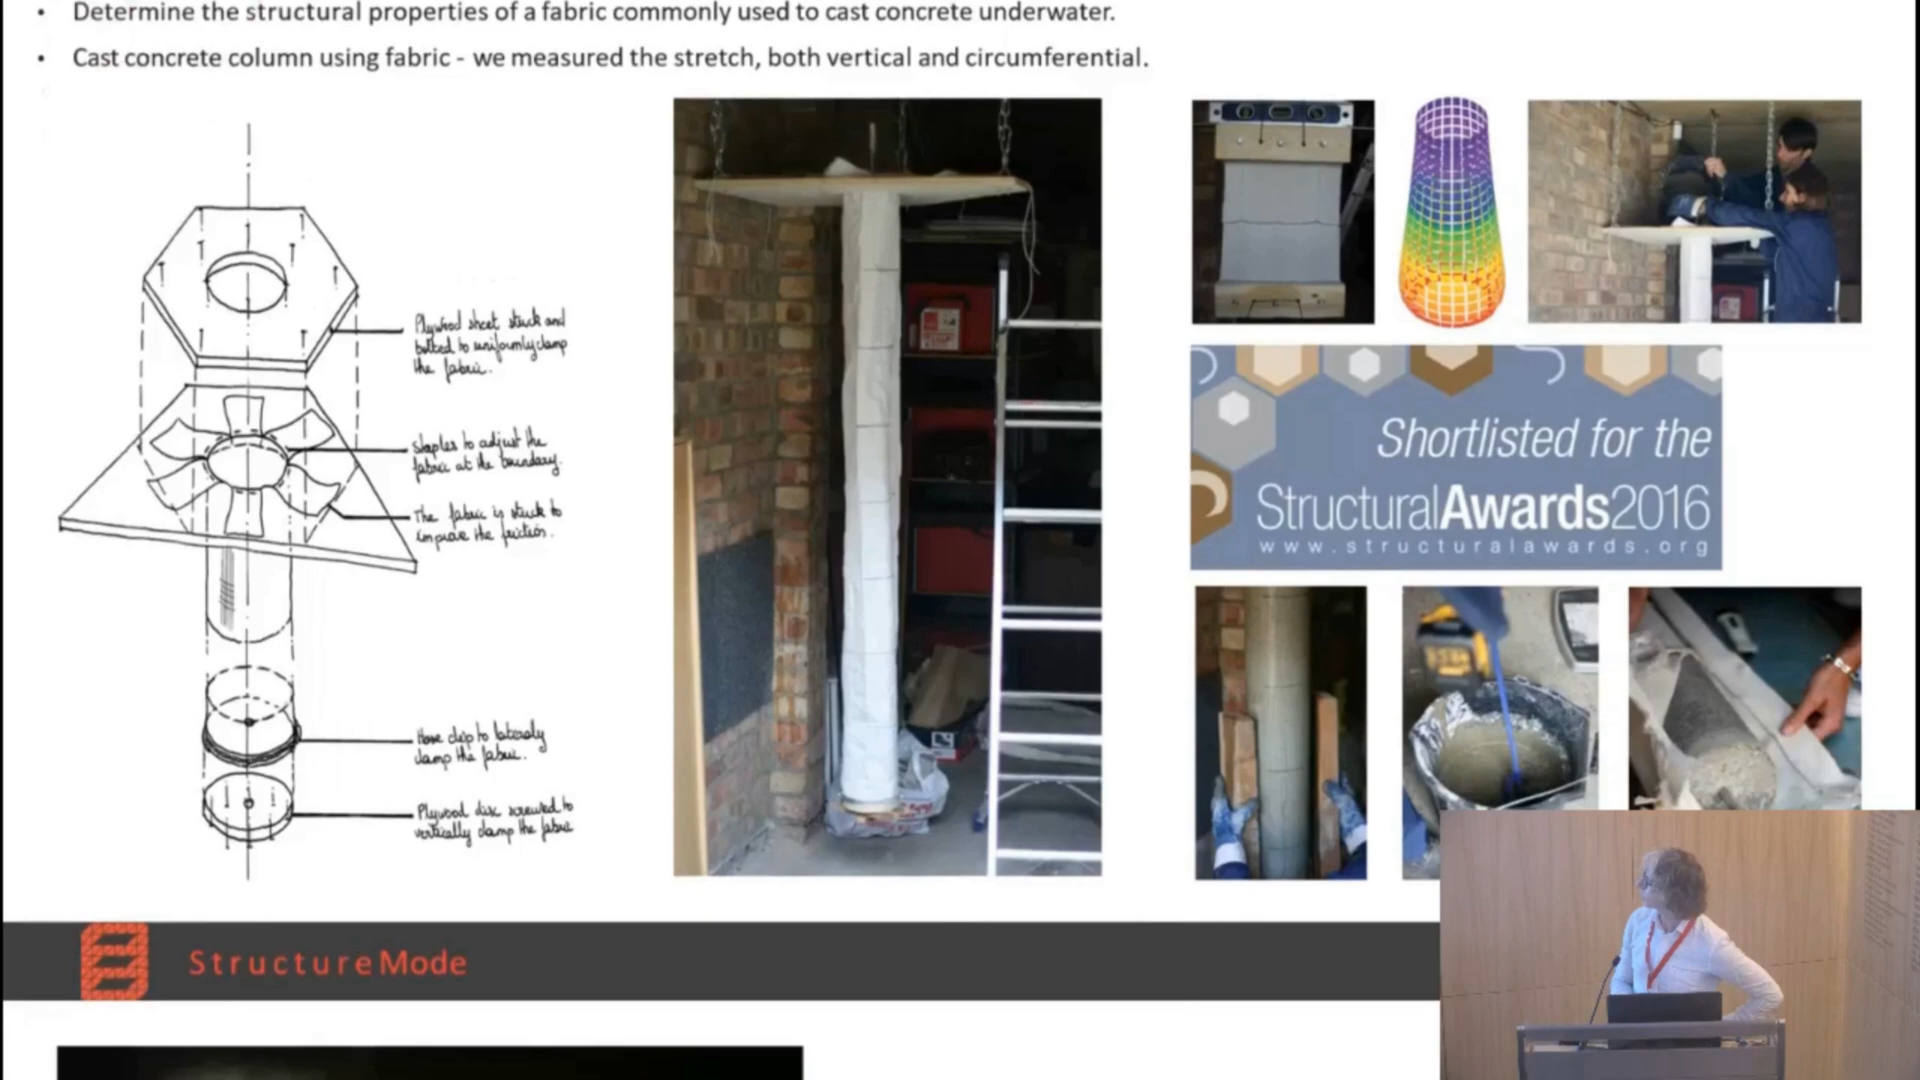 • Determine the structural properties of a fabric commonly used to cast concrete underwater.
• Cast concrete column using fabric - we measured the stretch, both vertical and circumferential.
Plywood sheet stuck and
bolted to uniformly clamp
the fabric.
Staples to adjust the
fabric at the boundary.
The fabric is stuck to
improve the friction.
Hose clip to laterally
clamp the fabric.
Plywood disc screwed to
vertically clamp the fabric
Shortlisted for the
StructuralAwards2016
www.structuralawards.org
StructureMode